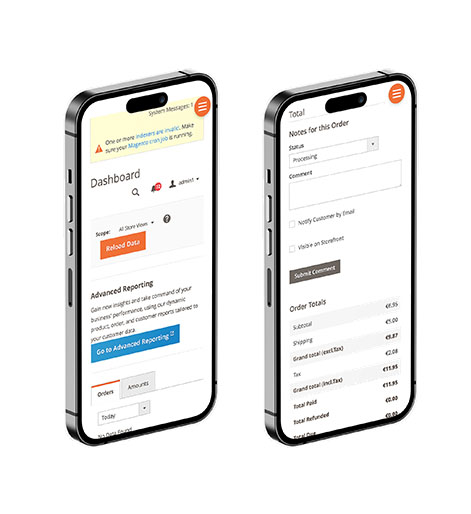 System Messages: 1
One or more indexers are invalid. Make
sure your Magento cron job is running.
Dashboard
admin1
Scope:
All Store Views
?
Reload Data
Advanced Reporting
Gain new insights and take command of your
business' performance, using our dynamic
product, order, and customer reports tailored to
your customer data.
Go to Advanced Reporting
Orders
Amounts
Today
No Data Found
Total
Notes for this Order
Status
Processing
Comment
Notify Customer by Email
Visible on Storefront
Submit Comment
Order Totals
Subtotal
€6.95
Shipping
€5.00
Grand total (excl.Tax)
€9.87
Tax
€2.08
Grand total (incl.Tax)
€11.95
Total Paid
€11.95
Total Refunded
€0.00
Total Due
€0.00